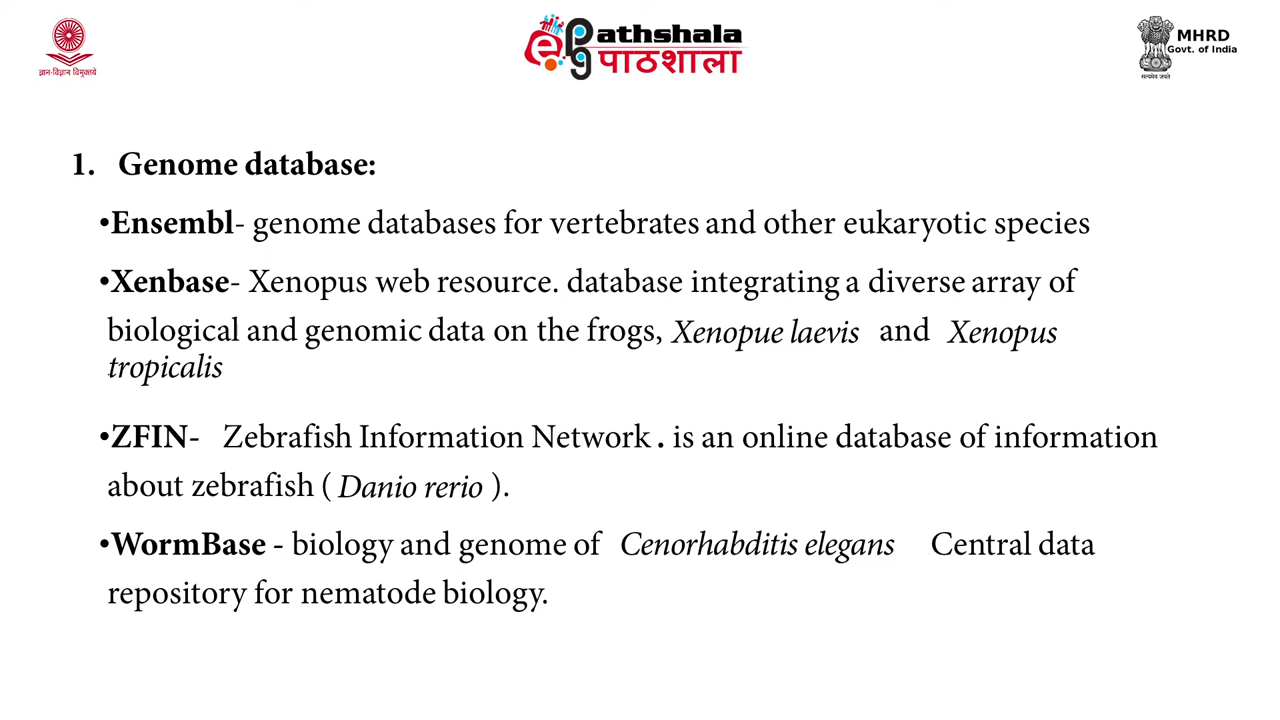 ज्ञान-विज्ञान विमुक्तये
ePGathshala
पाठशाला
MHRD
Govt. of India
सत्यमेव जयते
1. Genome database:
•Ensembl- genome databases for vertebrates and other eukaryotic species
•Xenbase- Xenopus web resource. database integrating a diverse array of
biological and genomic data on the frogs, Xenopue laevis and Xenopus
tropicalis
•ZFIN- Zebrafish Information Network . is an online database of information
about zebrafish ( Danio rerio ).
•WormBase - biology and genome of Cenorhabditis elegans Central data
repository for nematode biology.